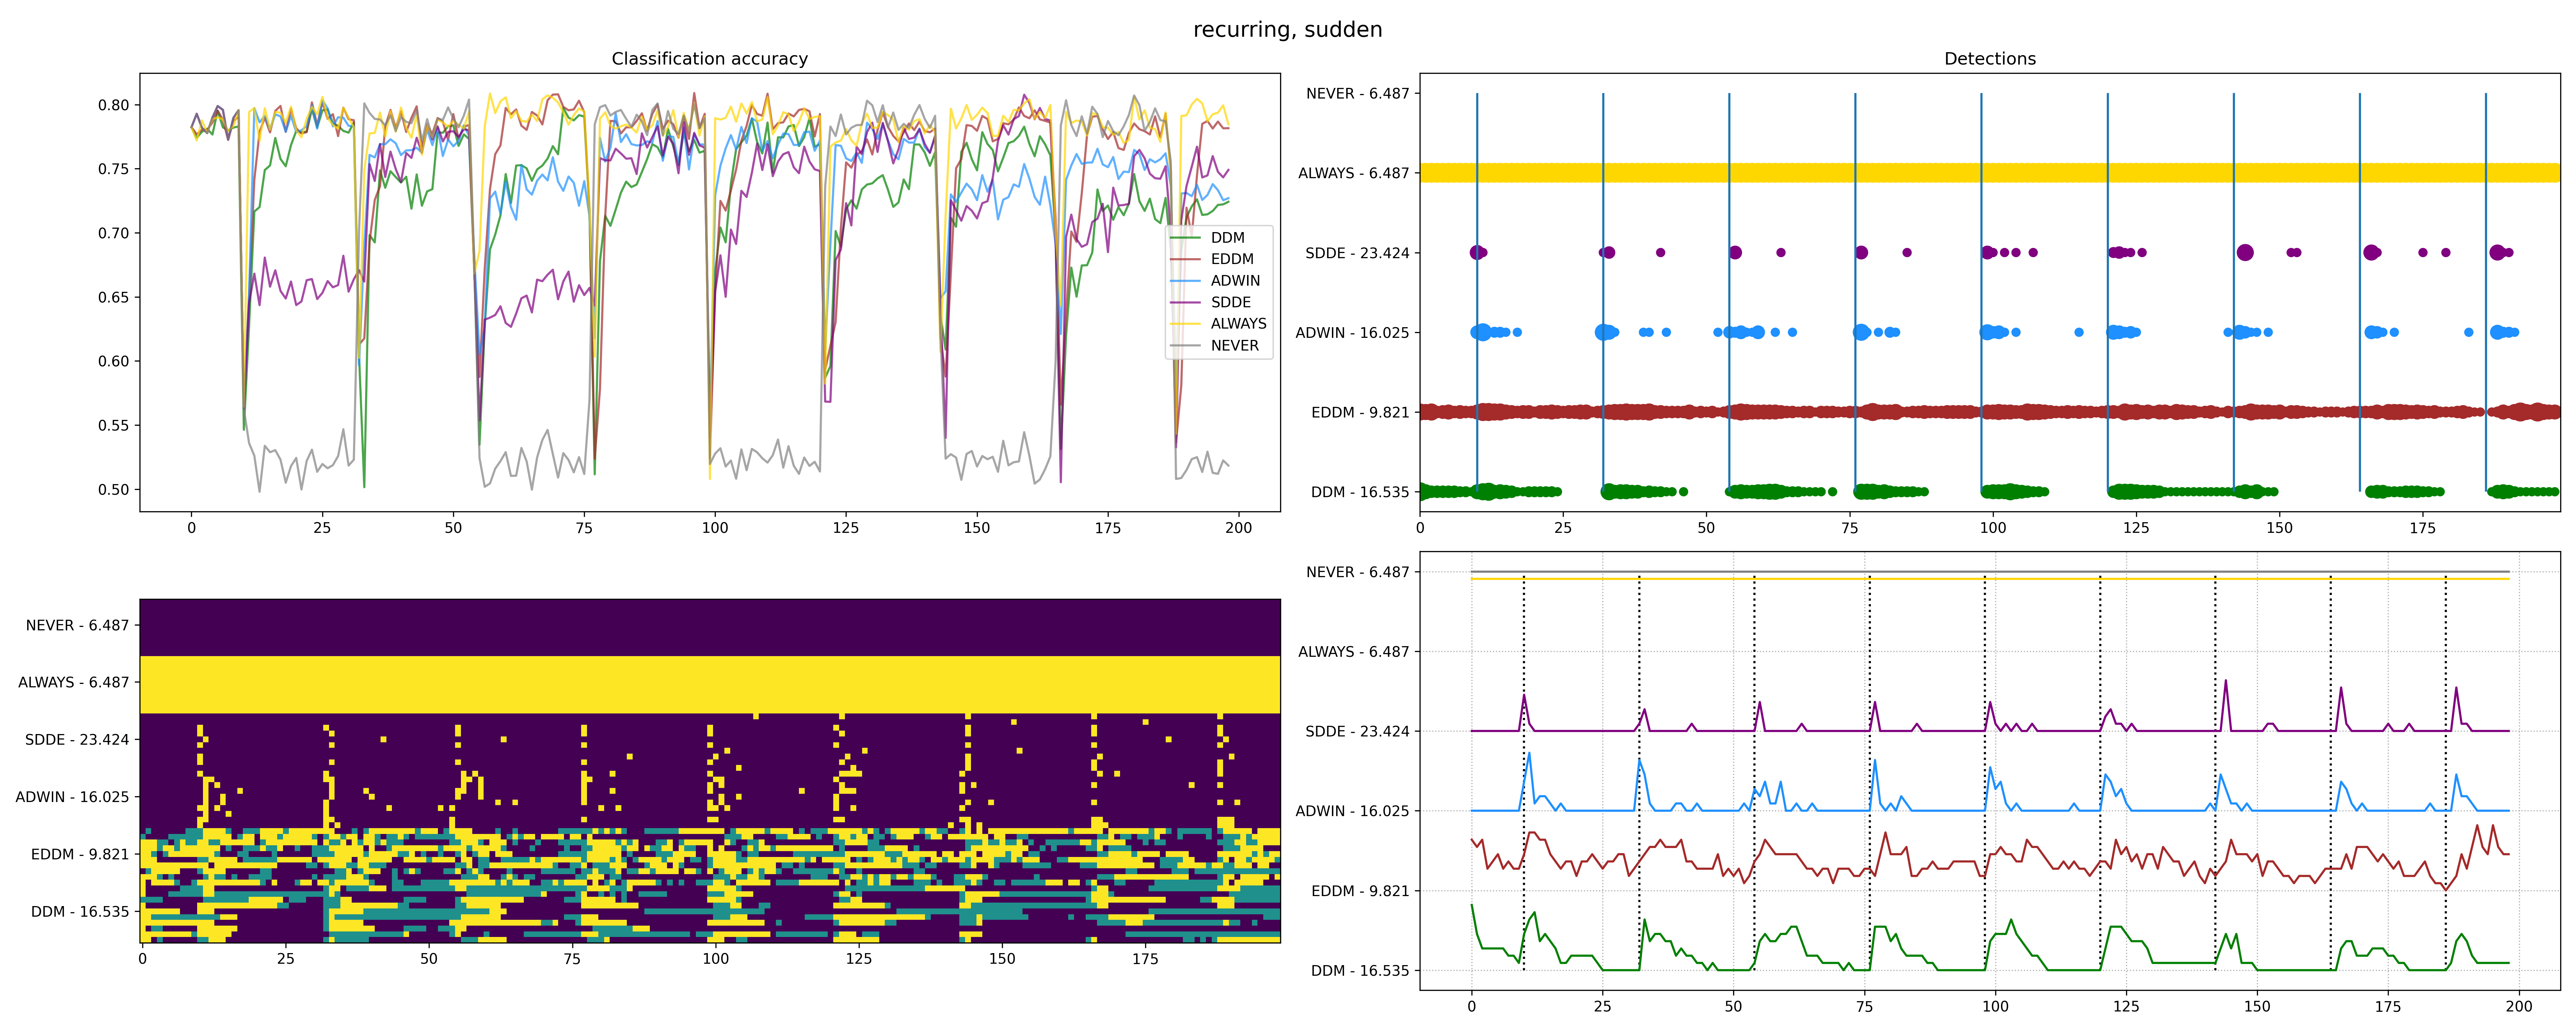 recurring, sudden
Classification accuracy
0.80
0.75
0.70
0.65
0.60
0.55
0.50
0 25 50 75 100 125 150 175 200
DDM
EDDM
ADWIN
SDDE
ALWAYS
NEVER
Detections
NEVER - 6.487
ALWAYS - 6.487
SDDE - 23.424
ADWIN - 16.025
EDDM - 9.821
DDM - 16.535
0 25 50 75 100 125 150 175
NEVER - 6.487
ALWAYS - 6.487
SDDE - 23.424
ADWIN - 16.025
EDDM - 9.821
DDM - 16.535
0 25 50 75 100 125 150 175
NEVER - 6.487
ALWAYS - 6.487
SDDE - 23.424
ADWIN - 16.025
EDDM - 9.821
DDM - 16.535
0 25 50 75 100 125 150 175 200